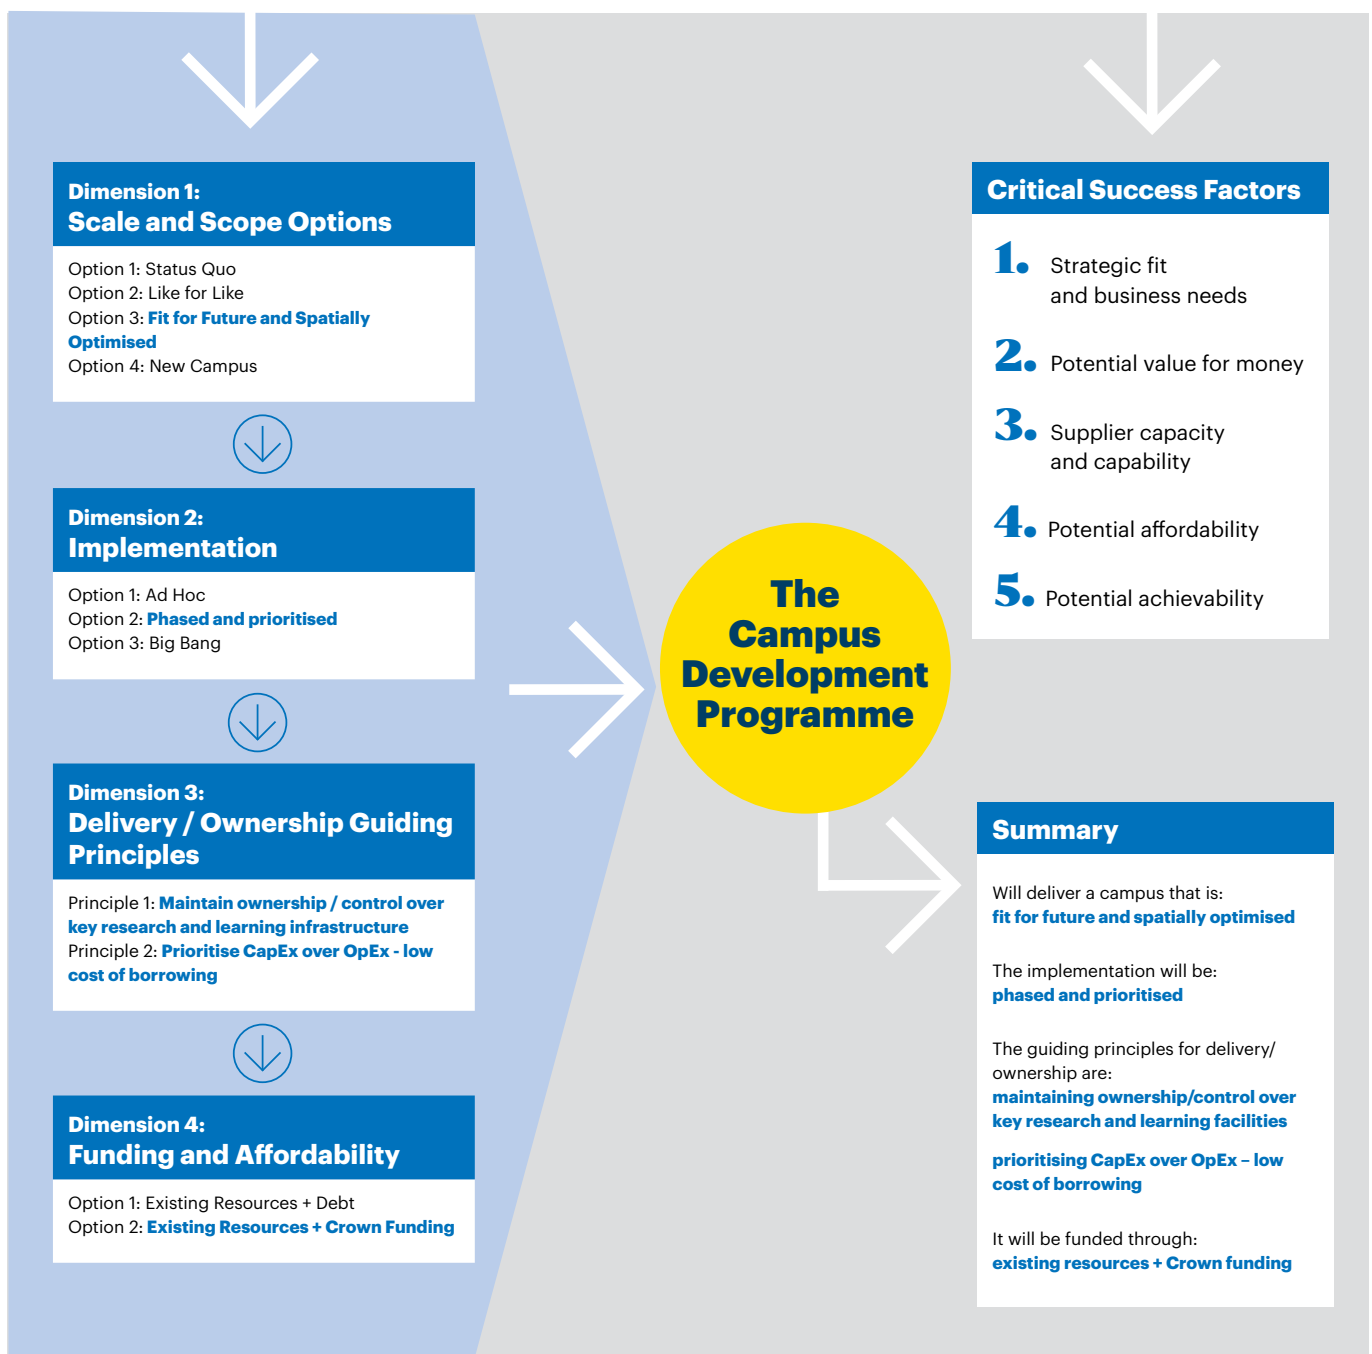 Dimension 1:
Scale and Scope Options
Option 1: Status Quo
Option 2: Like for Like
Option 3: Fit for Future and Spatially
Optimised
Option 4: New Campus
Dimension 2:
Implementation
Option 1: Ad Hoc
Option 2: Phased and prioritised
Option 3: Big Bang
Dimension 3:
Delivery / Ownership Guiding
Principles
Principle 1: Maintain ownership / control over
key research and learning infrastructure
Principle 2: Prioritise CapEx over OpEx - low
cost of borrowing
Dimension 4:
Funding and Affordability
Option 1: Existing Resources + Debt
Option 2: Existing Resources + Crown Funding
The
Campus
Development
Programme
Critical Success Factors
1. Strategic fit
and business needs
2. Potential value for money
3. Supplier capacity
and capability
4. Potential affordability
5. Potential achievability
Summary
Will deliver a campus that is:
fit for future and spatially optimised
The implementation will be:
phased and prioritised
The guiding principles for delivery/
ownership are:
maintaining ownership/control over
key research and learning facilities
prioritising CapEx over OpEx – low
cost of borrowing
It will be funded through:
existing resources + Crown funding